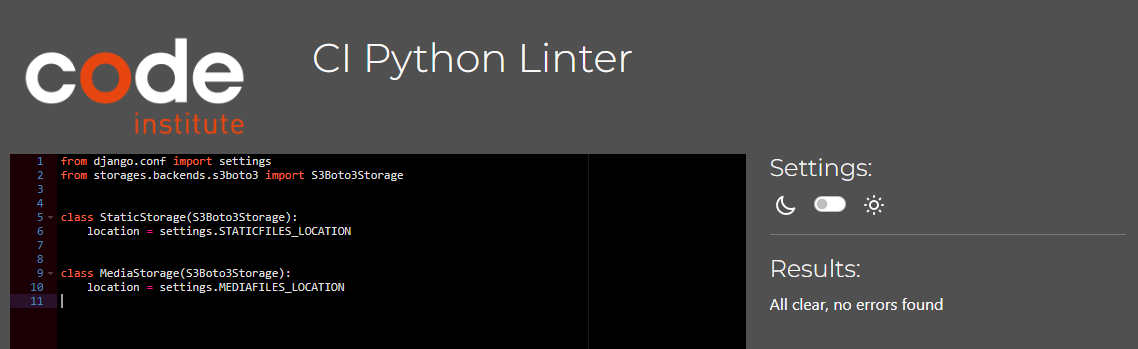 code
institute
CI Python Linter
1 from django.conf import settings
2 from storages.backends.s3boto3 import S3Boto3Storage
3
4
5 class StaticStorage(S3Boto3Storage):
6     location = settings.STATICFILES_LOCATION
7
8
9 class MediaStorage(S3Boto3Storage):
10     location = settings.MEDIAFILES_LOCATION
11
Settings:
Results:
All clear, no errors found